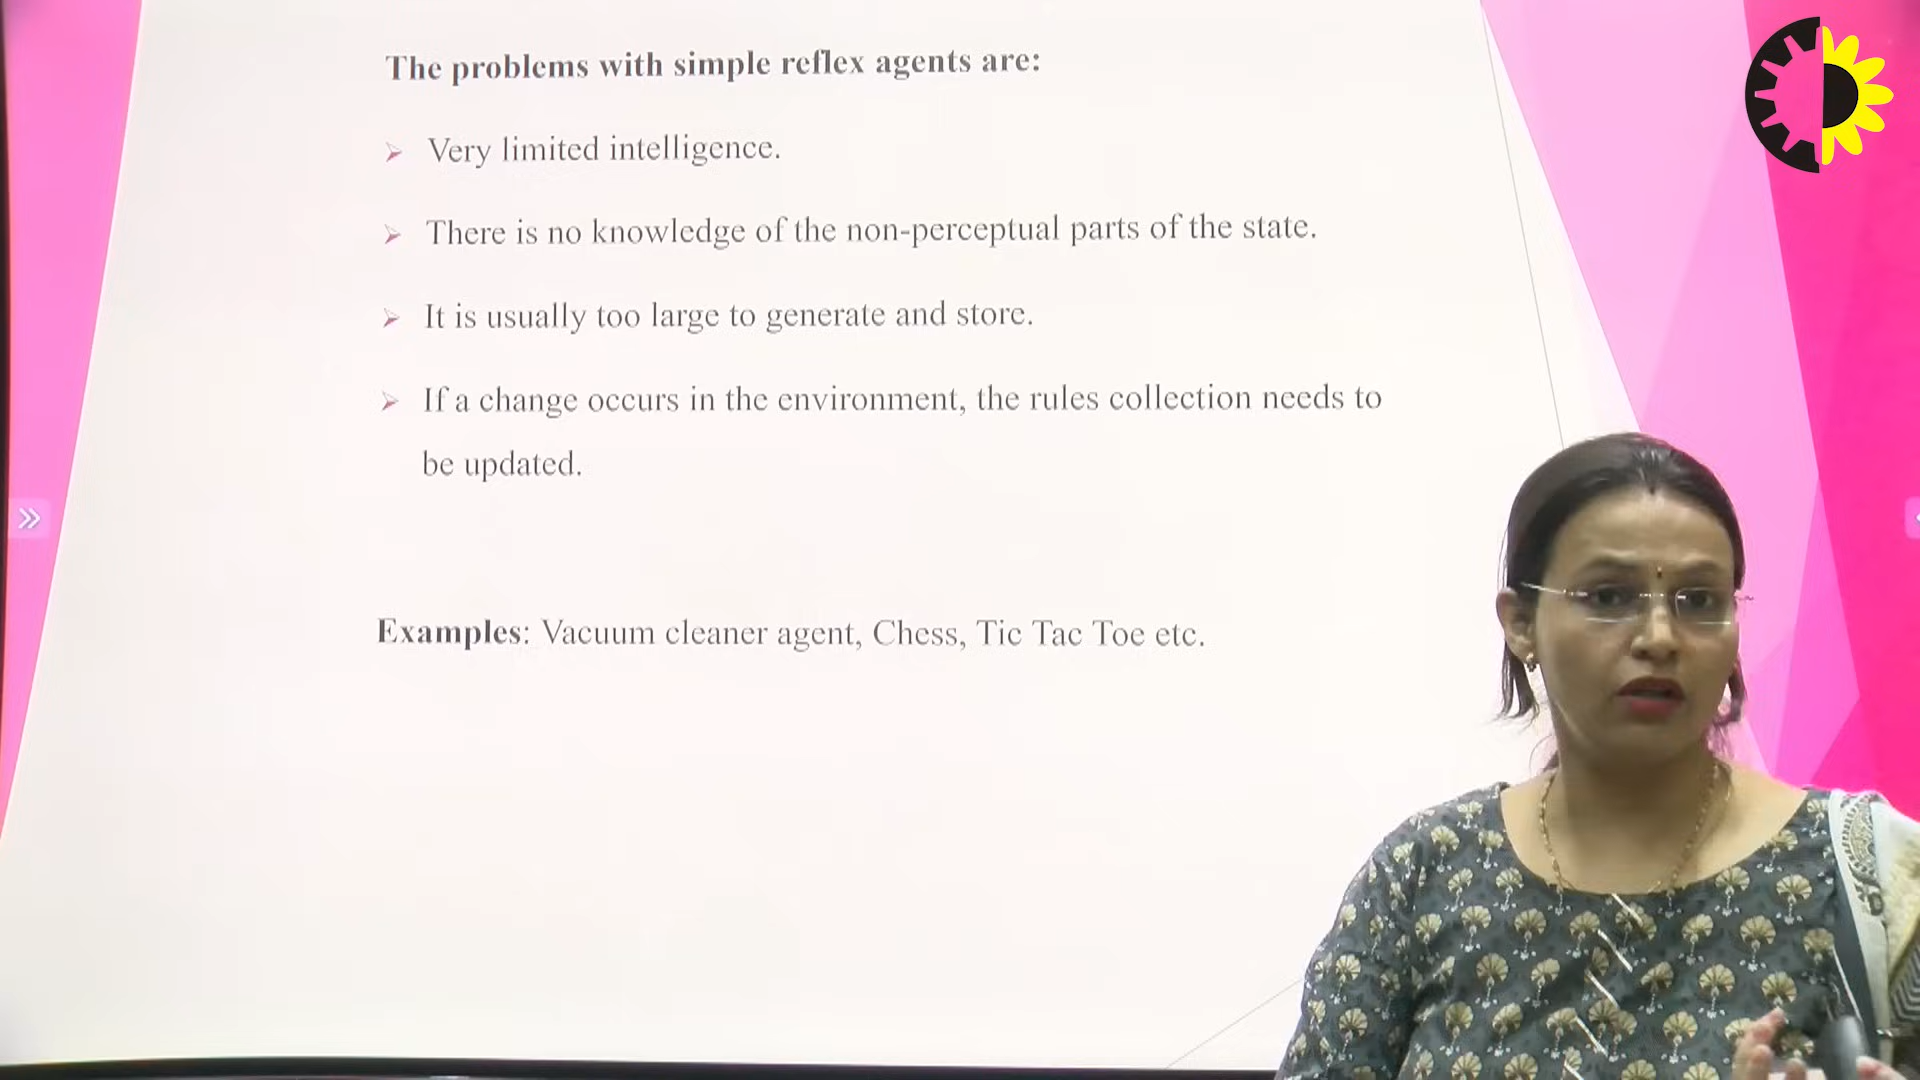 The problems with simple reflex agents are:
Very limited intelligence.
There is no knowledge of the non-perceptual parts of the state.
It is usually too large to generate and store.
If a change occurs in the environment, the rules collection needs to
be updated.
Examples: Vacuum cleaner agent, Chess, Tic Tac Toe etc.